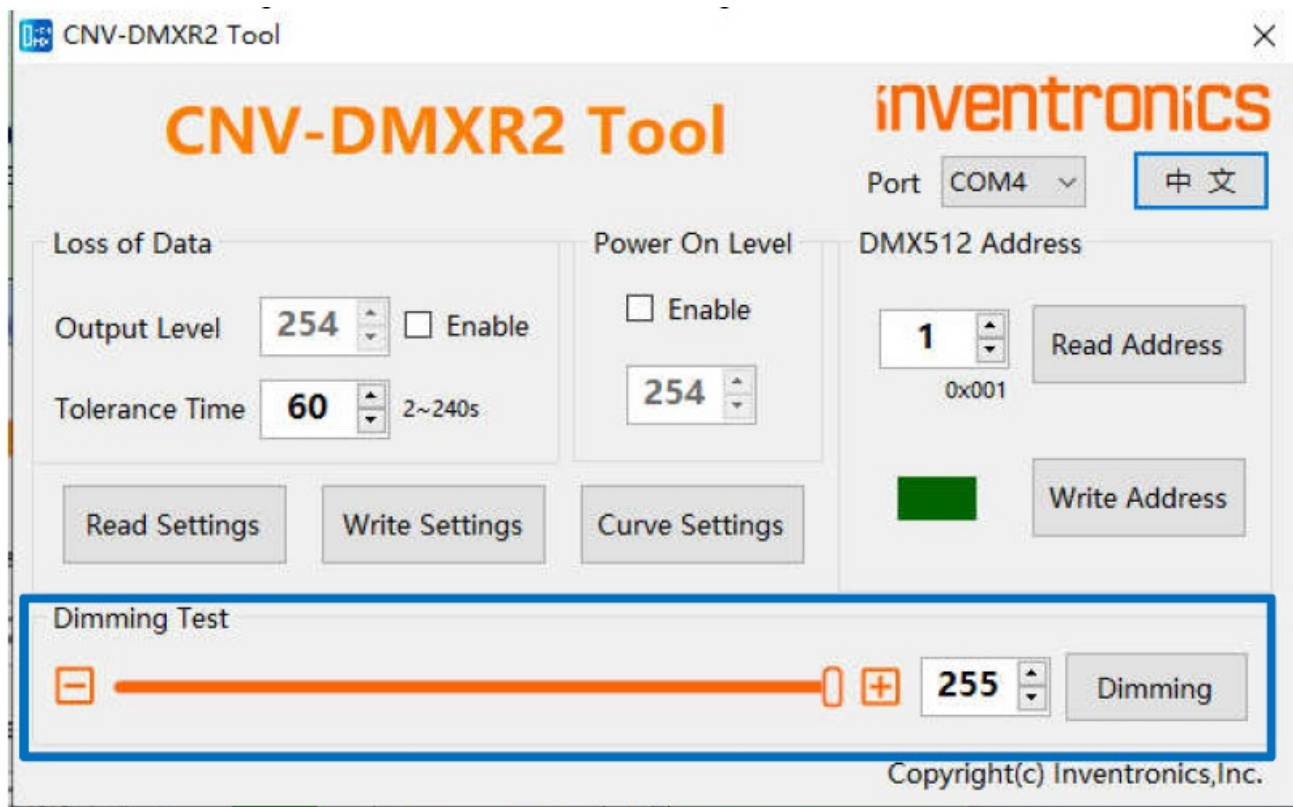 CNV-DMXR2 Tool
CNV-DMXR2 Tool
inventronics
Port COM4 中 文
Loss of Data
Output Level 254 Enable
Tolerance Time 60 2~240s
Power On Level
Enable
254
DMX512 Address
1 Read Address
0x001
Write Address
Read Settings Write Settings Curve Settings
Dimming Test
255 Dimming
Copyright(c) Inventronics,Inc.